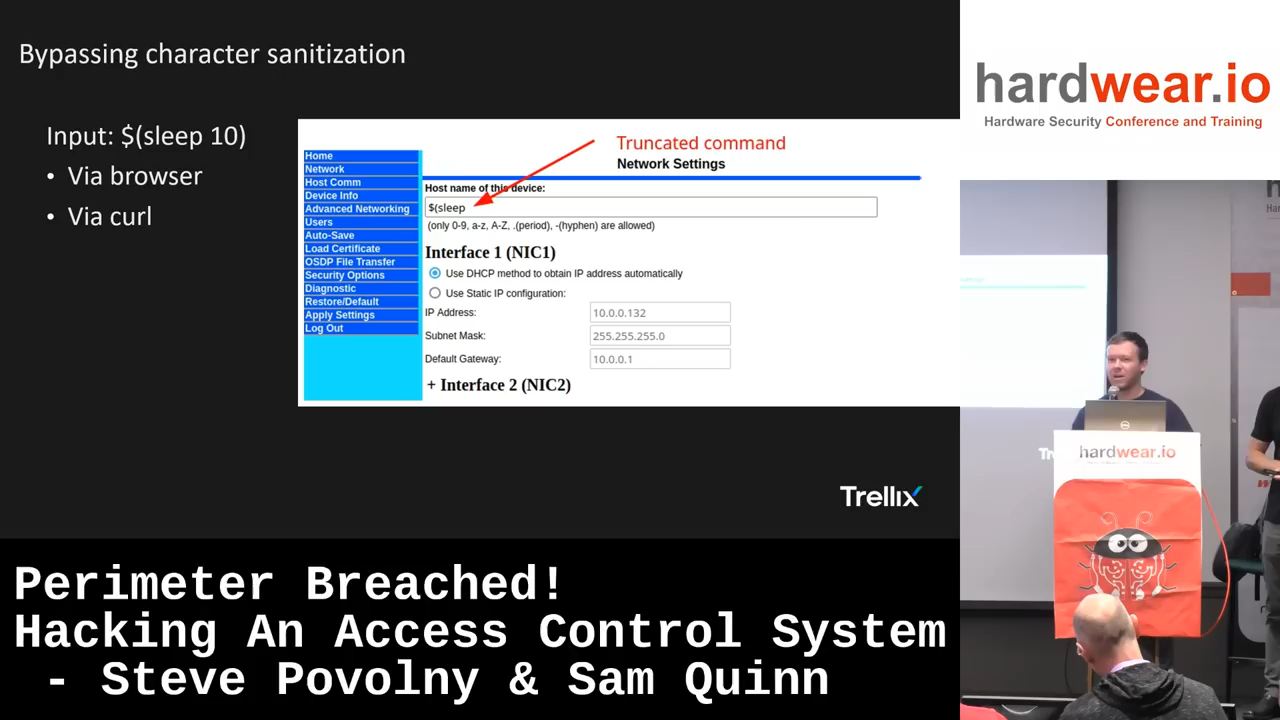 Bypassing character sanitization
Input: $(sleep 10)
• Via browser
• Via curl
Truncated command
Network Settings
Home
Network
Host Comm
Device Info
Advanced Networking
Users
Auto-Save
Load Certificate
OSDP File Transfer
Security Options
Diagnostic
Restore/Default
Apply Settings
Log Out
Host name of this device:
$(sleep
(only 0-9, a-z, A-Z, .(period), -(hyphen) are allowed)
Interface 1 (NIC1)
Use DHCP method to obtain IP address automatically
Use Static IP configuration:
IP Address: 10.0.0.132
Subnet Mask: 255.255.255.0
Default Gateway: 10.0.0.1
+ Interface 2 (NIC2)
Trellix
hardwear.io
Hardware Security Conference and Training
Tr
hardwear.io
Perimeter Breached!
Hacking An Access Control System
- Steve Povolny & Sam Quinn